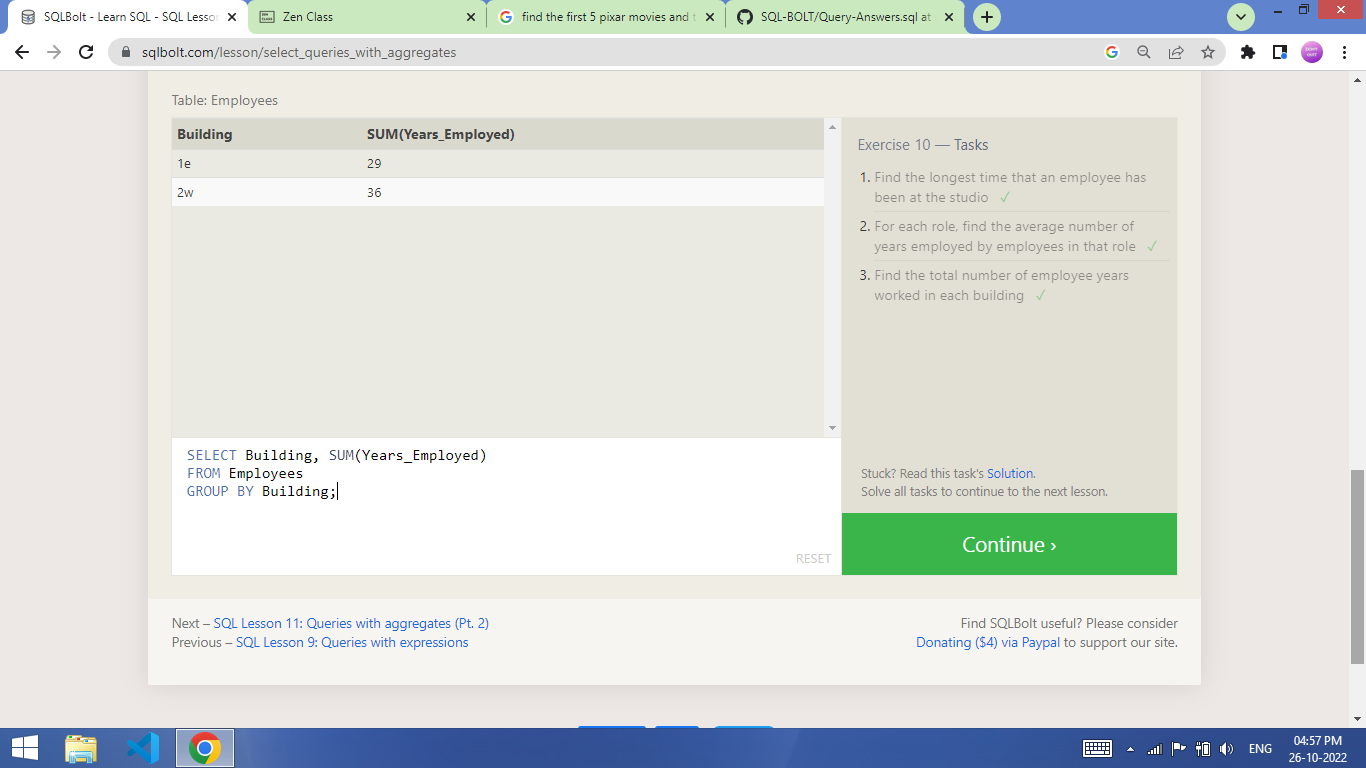 SQLBolt - Learn SQL - SQL Lesson
Zen Class
find the first 5 pixar movies and t
SQL-BOLT/Query-Answers.sql at
sqlbolt.com/lesson/select_queries_with_aggregates
Table: Employees
Building SUM(Years_Employed)
1e 29
2w 36
Exercise 10 — Tasks
1. Find the longest time that an employee has
been at the studio ✓
2. For each role, find the average number of
years employed by employees in that role ✓
3. Find the total number of employee years
worked in each building ✓
SELECT Building, SUM(Years_Employed)
FROM Employees
GROUP BY Building;
RESET
Stuck? Read this task's Solution.
Solve all tasks to continue to the next lesson.
Continue ›
Next – SQL Lesson 11: Queries with aggregates (Pt. 2)
Previous – SQL Lesson 9: Queries with expressions
Find SQLBolt useful? Please consider
Donating ($4) via Paypal to support our site.
ENG
04:57 PM
26-10-2022